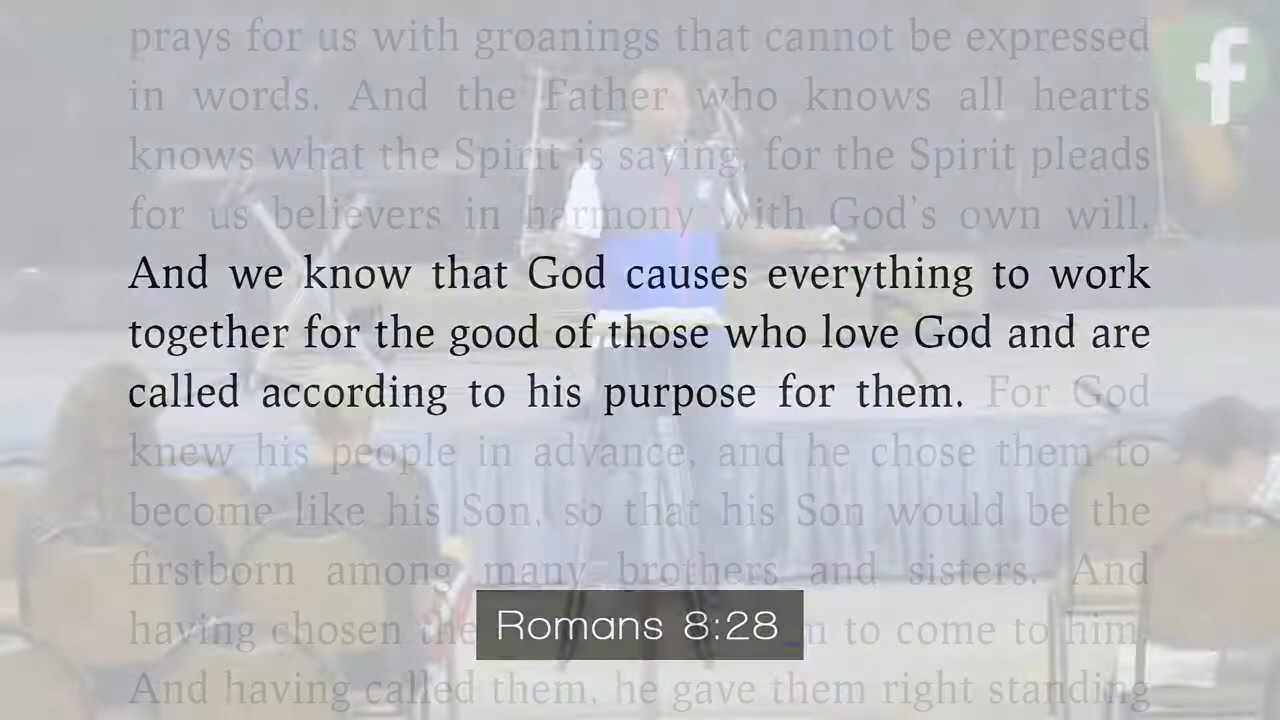 prays for us with groanings that cannot be expressed
in words. And the Father who knows all hearts
knows what the Spirit is saying, for the Spirit pleads
for us believers in harmony with God's own will.
And we know that God causes everything to work
together for the good of those who love God and are
called according to his purpose for them. For God
knew his people in advance, and he chose them to
become like his Son, so that his Son would be the
firstborn among many brothers and sisters. And
having chosen to come to him.
And having called them, he gave them right standing
Romans 8:28
f